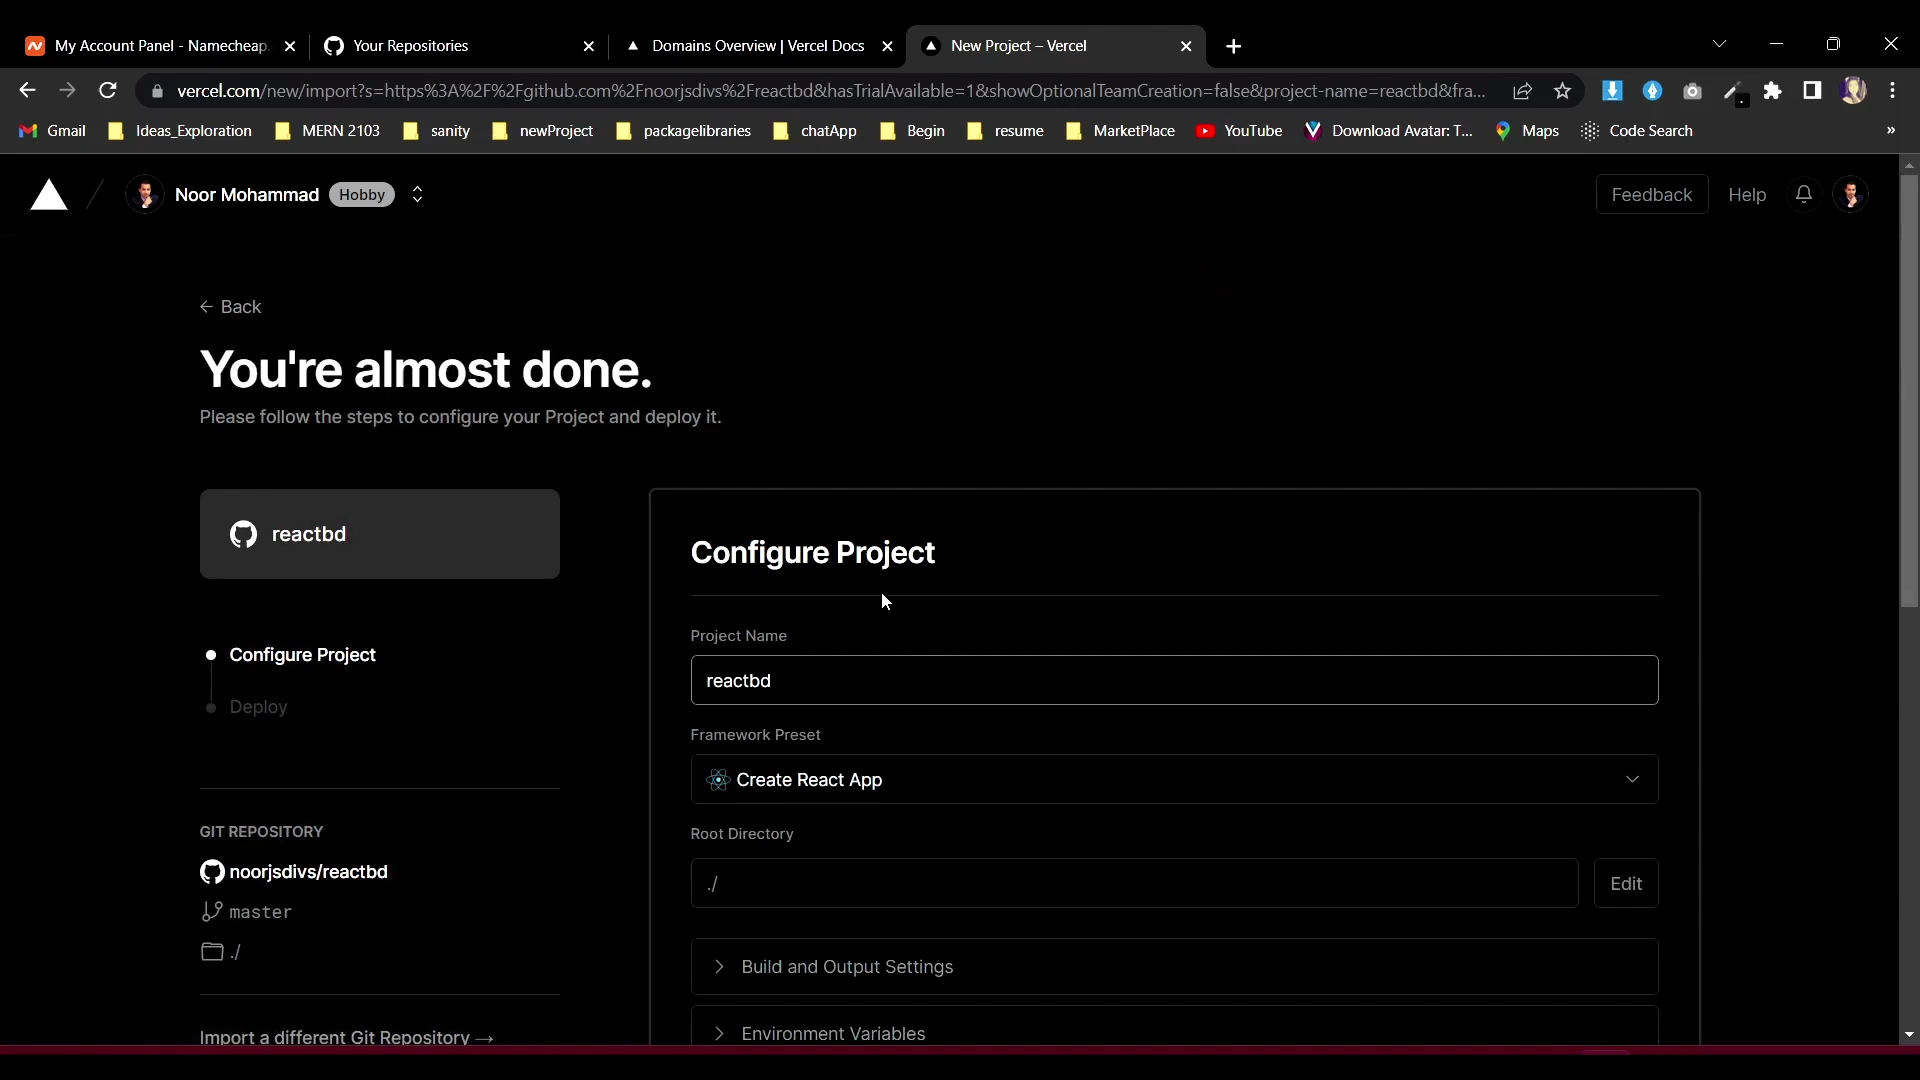 My Account Panel - Namecheap.
Your Repositories
Domains Overview | Vercel Docs
New Project – Vercel
vercel.com/new/import?s=https%3A%2F%2Fgithub.com%2Fnoorjsdivs%2Freactbd&hasTrialAvailable=1&showOptionalTeamCreation=false&project-name=reactbd&fra...
Gmail
Ideas_Exploration
MERN 2103
sanity
newProject
packagelibraries
chatApp
Begin
resume
MarketPlace
YouTube
Download Avatar: T...
Maps
Code Search
»
Noor Mohammad
Hobby
Feedback
Help
← Back
You're almost done.
Please follow the steps to configure your Project and deploy it.
reactbd
Configure Project
Deploy
GIT REPOSITORY
noorjsdivs/reactbd
master
./
Import a different Git Repository →
Configure Project
Project Name
reactbd
Framework Preset
Create React App
Root Directory
./
Edit
Build and Output Settings
Environment Variables